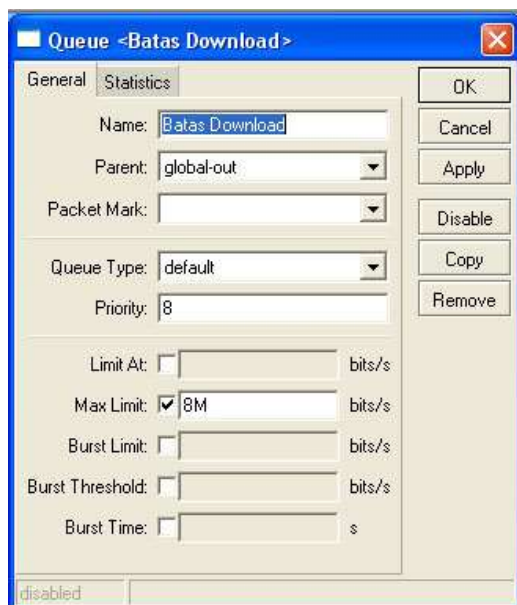 Queue <Batas Download>
General Statistics
Name: Batas Download
Parent: global-out
Packet Mark:
Queue Type: default
Priority: 8
Limit At: bits/s
Max Limit: 8M bits/s
Burst Limit: bits/s
Burst Threshold: bits/s
Burst Time: s
OK
Cancel
Apply
Disable
Copy
Remove
disabled